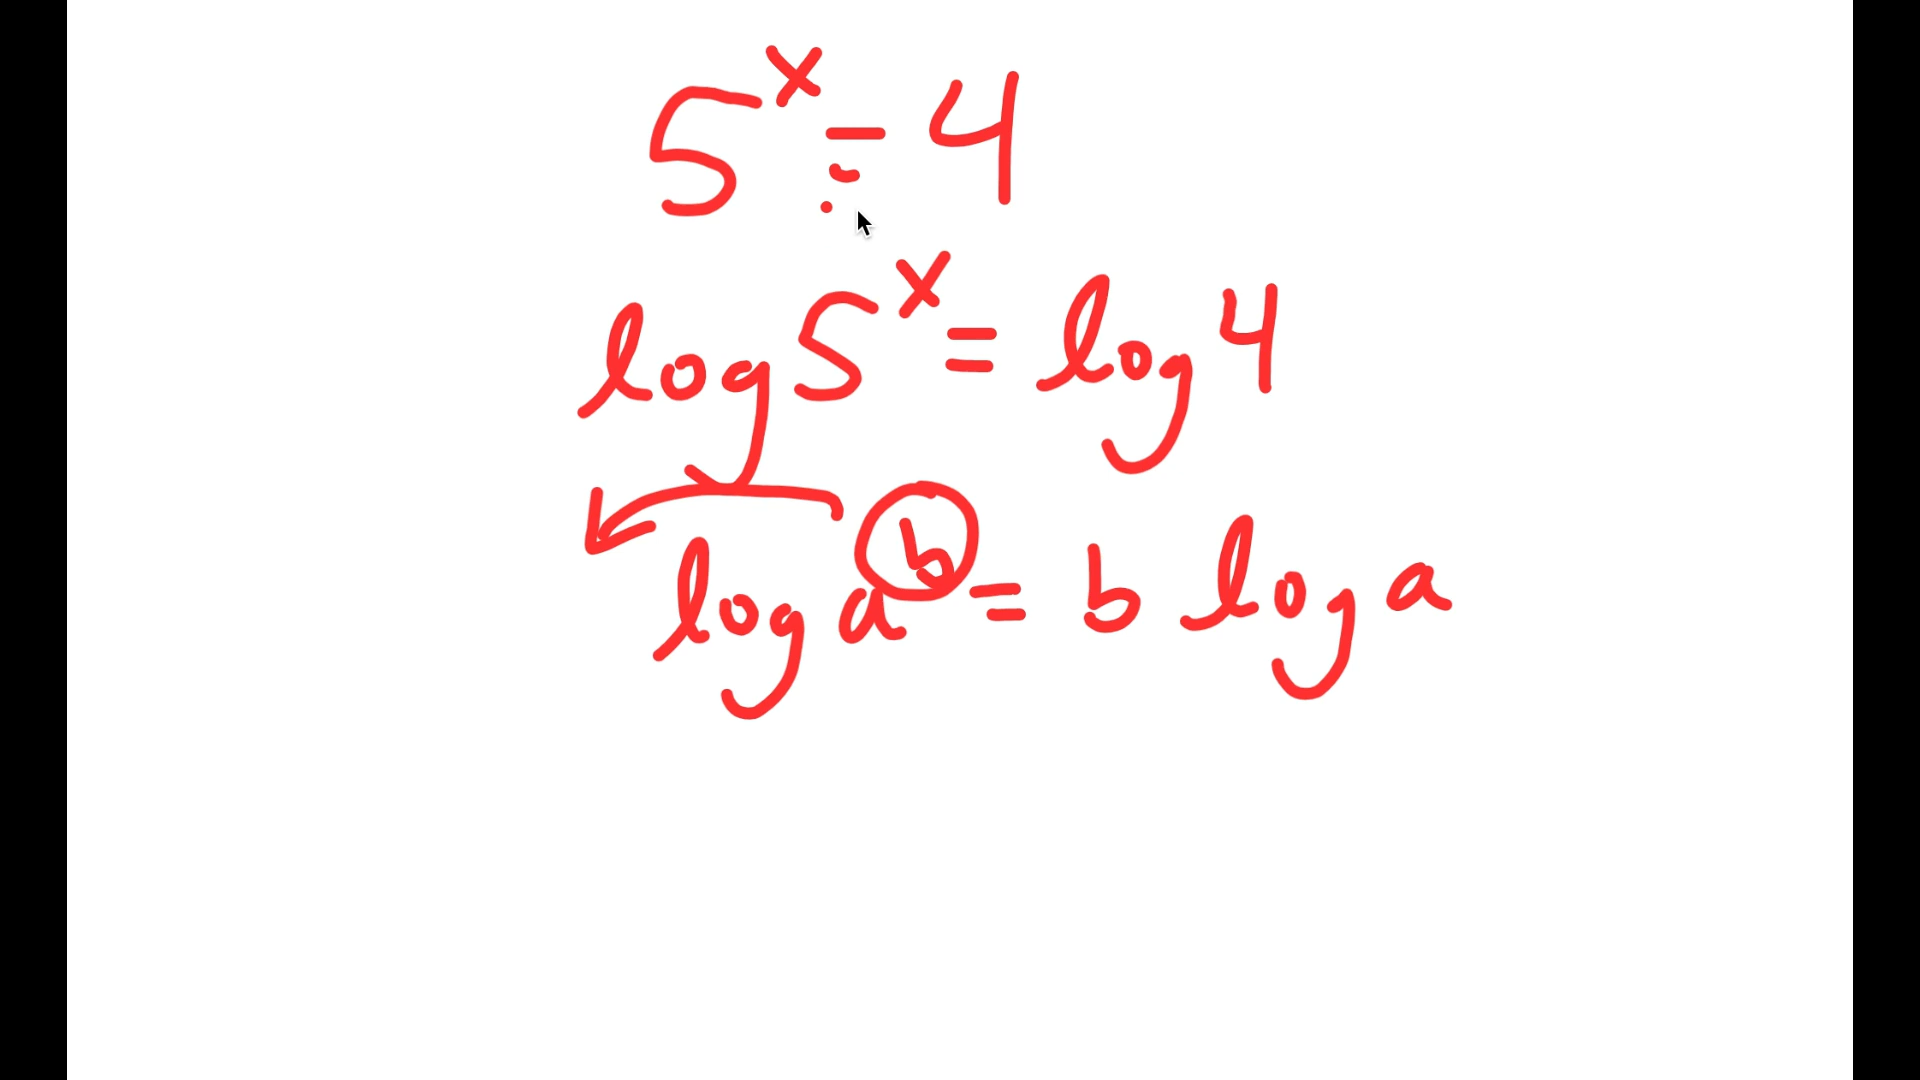 5^x = 4
log 5^x = log 4
log a^b = b log a